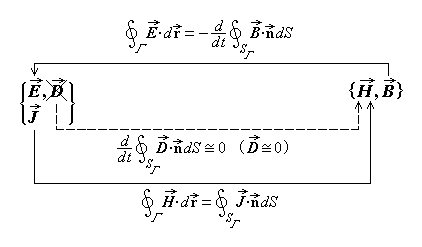 ∮_Γ E⃗·dr⃗ = −d/dt ∮_{S_Γ} B⃗·n⃗dS
{E⃗, D⃗
J⃗}
{H⃗, B⃗}
d/dt ∮_{S_Γ} D⃗·n⃗dS ≅ 0 (D⃗ ≅ 0)
∮_Γ H⃗·dr⃗ = ∮_{S_Γ} J⃗·n⃗dS